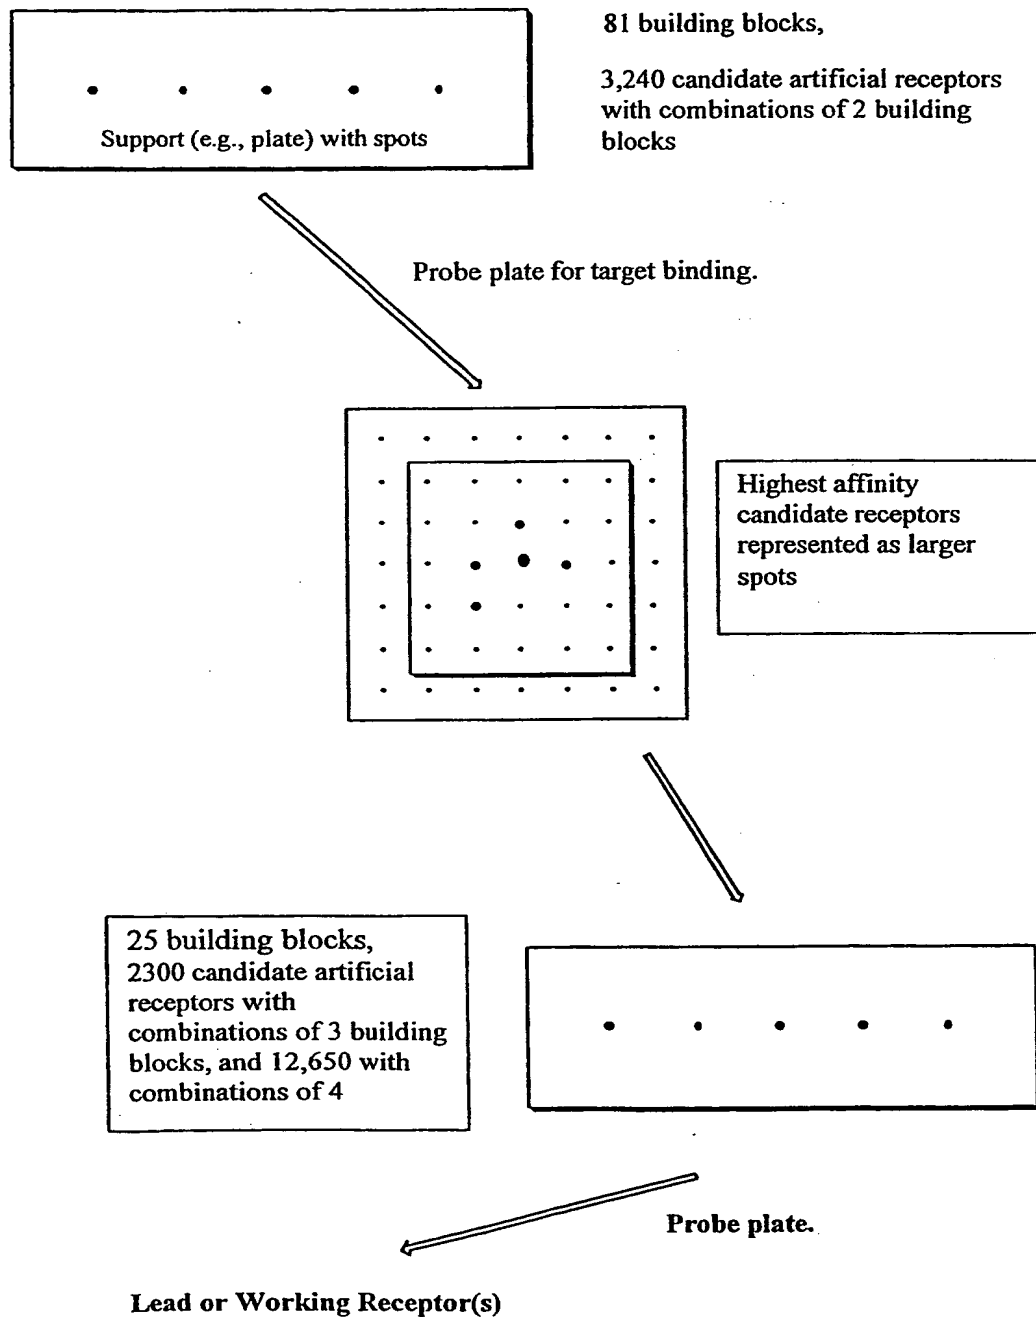 81 building blocks,
3,240 candidate artificial receptors
with combinations of 2 building
blocks
Support (e.g., plate) with spots
Probe plate for target binding.
Highest affinity
candidate receptors
represented as larger
spots
25 building blocks,
2300 candidate artificial
receptors with
combinations of 3 building
blocks, and 12,650 with
combinations of 4
Probe plate.
Lead or Working Receptor(s)